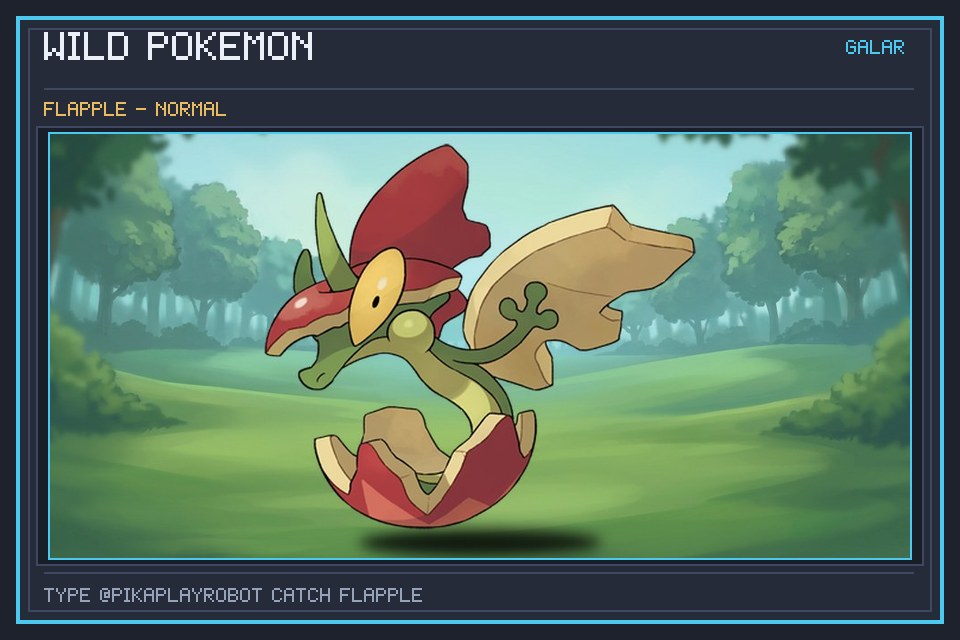 WILD POKEMON
GALAR
FLAPPLE – NORMAL
TYPE @PIKAPLAYROBOT CATCH FLAPPLE